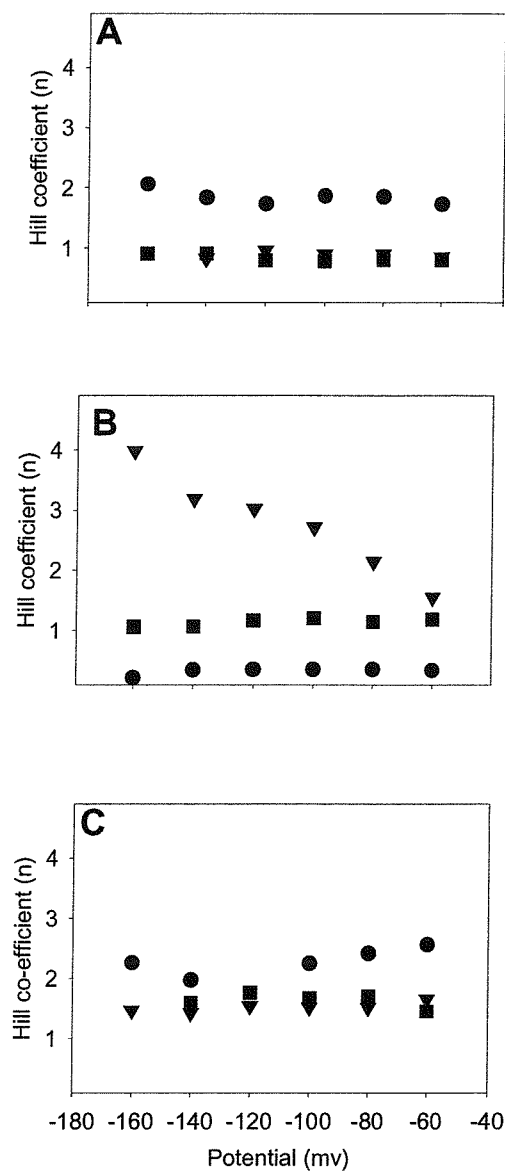 A
Hill coefficient (n)
4
3
2
1
B
Hill coefficient (n)
4
3
2
1
C
Hill co-efficient (n)
4
3
2
1
-180 -160 -140 -120 -100 -80 -60 -40
Potential (mv)